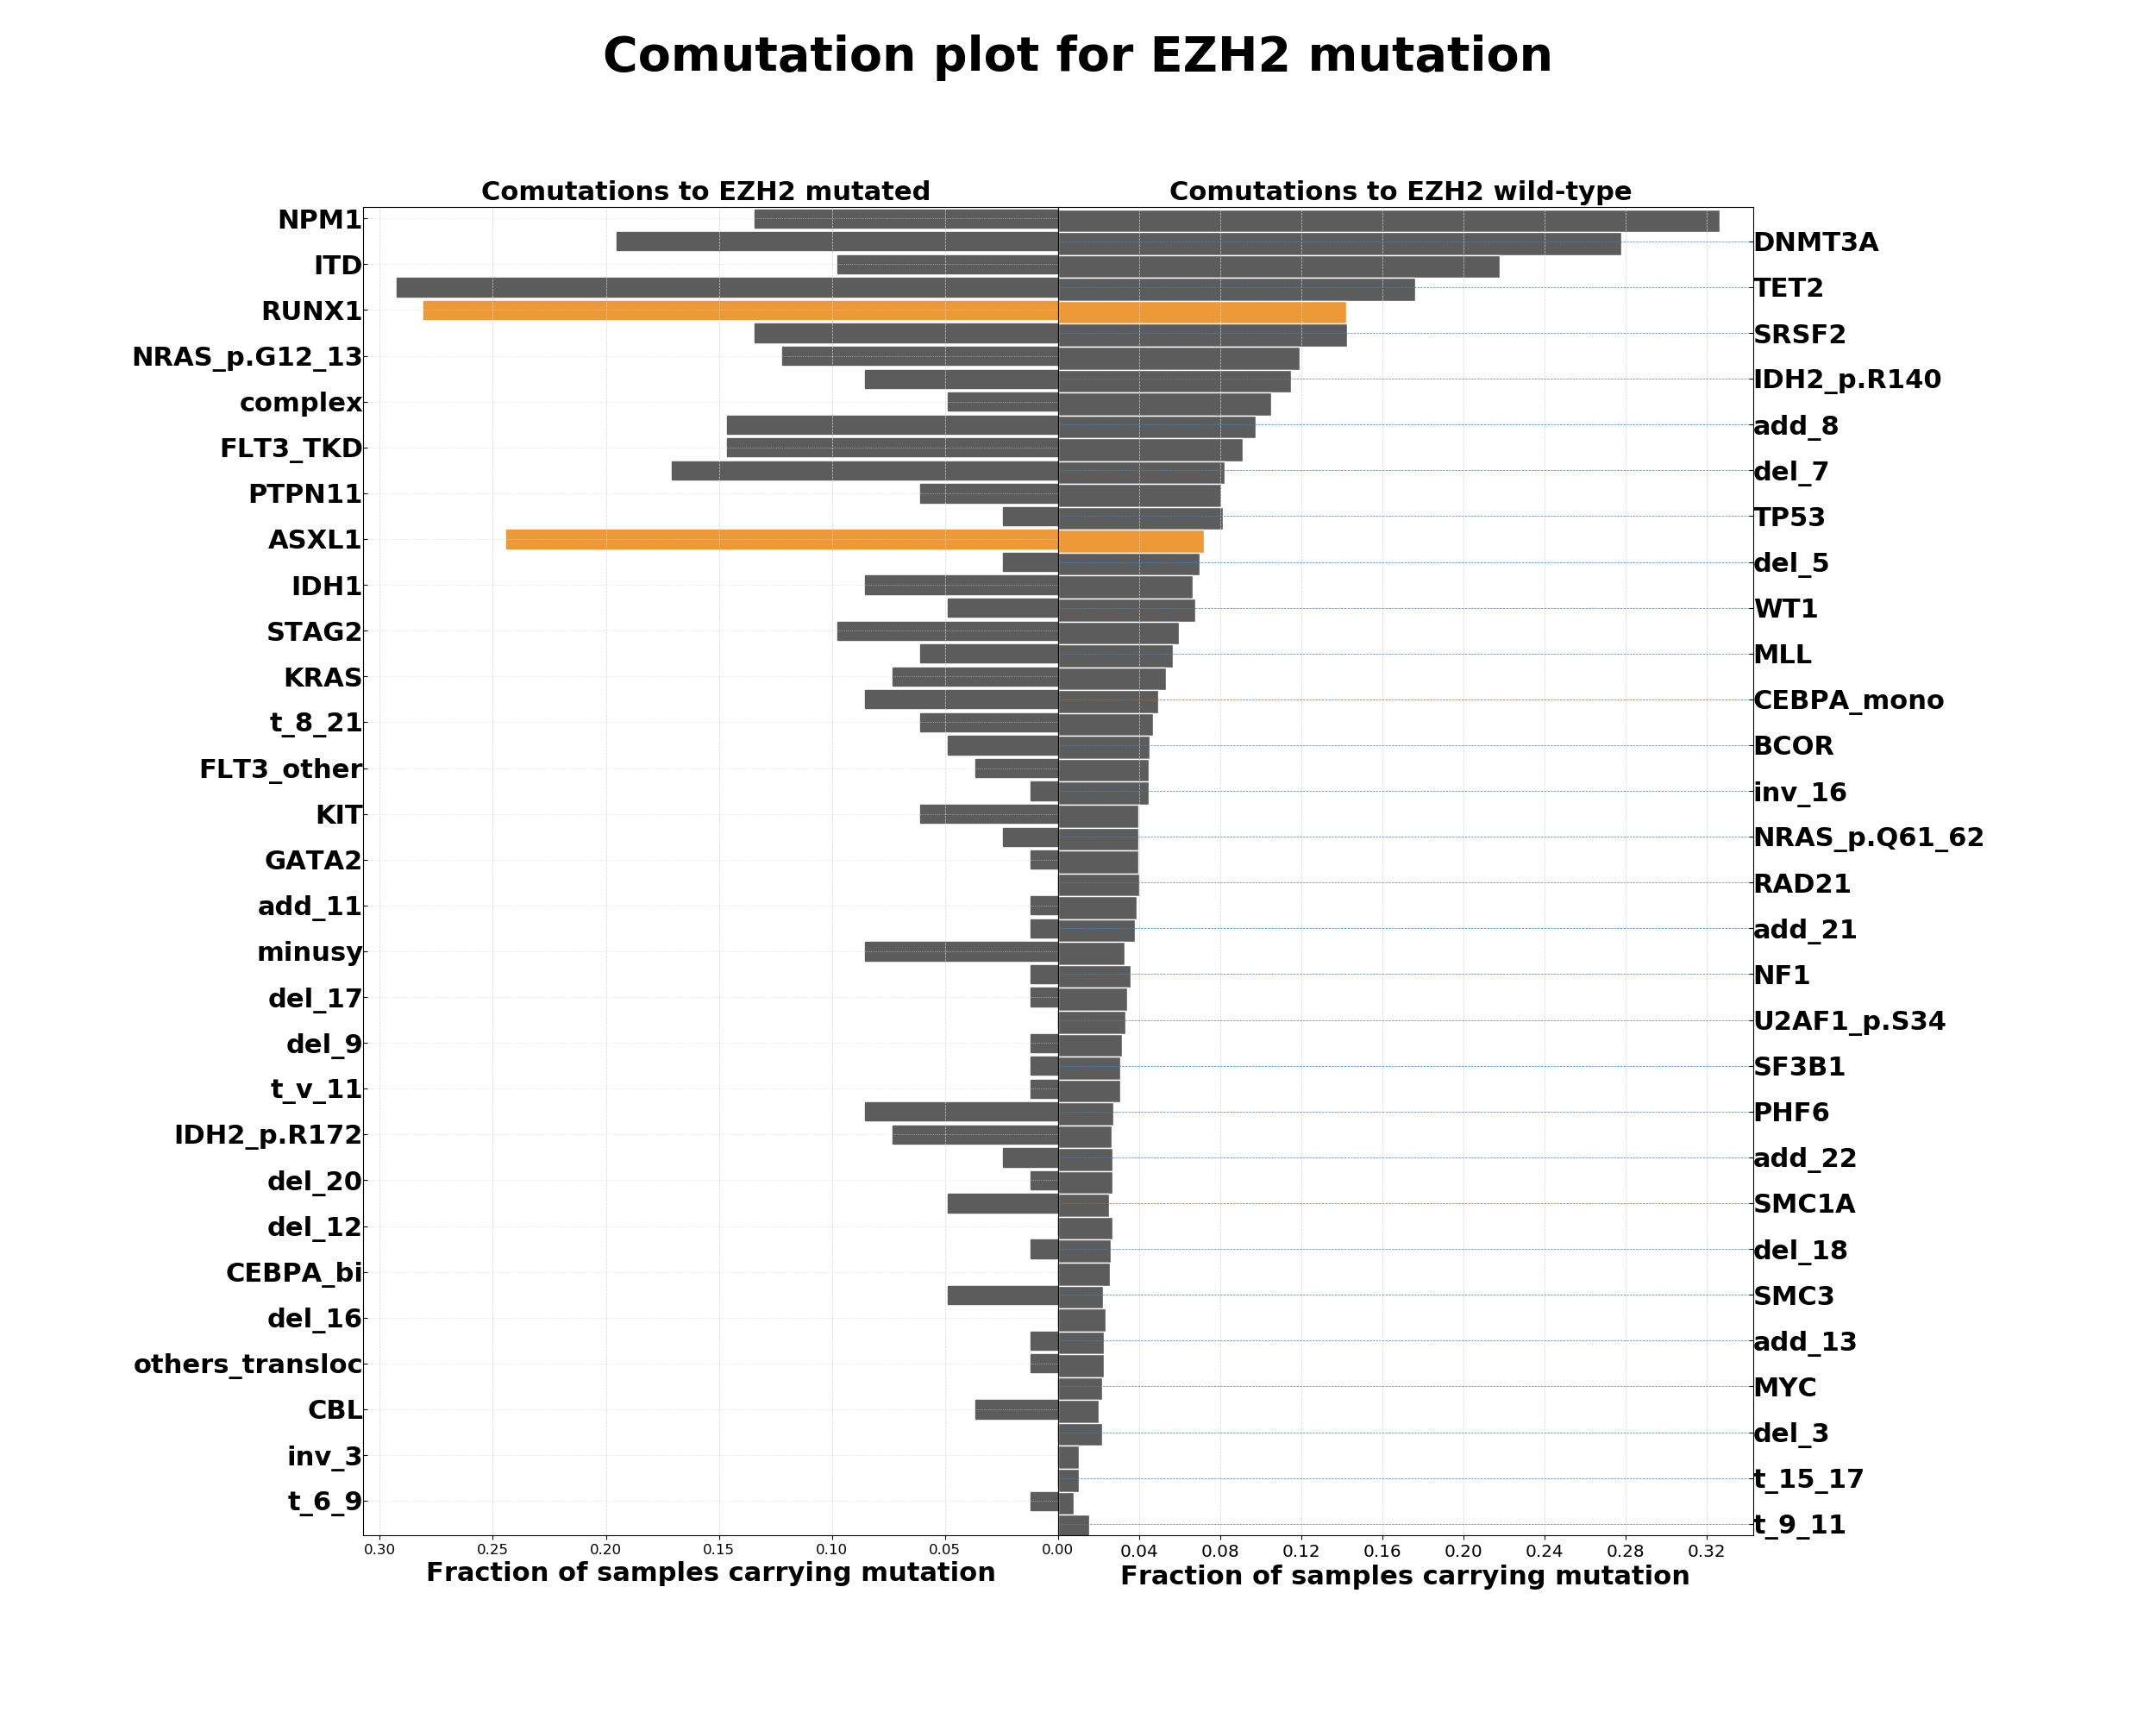 Comutation plot for EZH2 mutation
Comutations to EZH2 mutated
Comutations to EZH2 wild-type
NPM1
DNMT3A
ITD
TET2
RUNX1
SRSF2
NRAS_p.G12_13
IDH2_p.R140
complex
add_8
FLT3_TKD
del_7
PTPN11
TP53
ASXL1
del_5
IDH1
WT1
STAG2
MLL
KRAS
CEBPA_mono
t_8_21
BCOR
FLT3_other
inv_16
KIT
NRAS_p.Q61_62
GATA2
RAD21
add_11
add_21
minusy
NF1
del_17
U2AF1_p.S34
del_9
SF3B1
t_v_11
PHF6
IDH2_p.R172
add_22
del_20
SMC1A
del_12
del_18
CEBPA_bi
SMC3
del_16
add_13
others_transloc
MYC
CBL
del_3
inv_3
t_15_17
t_6_9
t_9_11
0.30 0.25 0.20 0.15 0.10 0.05 0.00 0.04 0.08 0.12 0.16 0.20 0.24 0.28 0.32
Fraction of samples carrying mutation
Fraction of samples carrying mutation